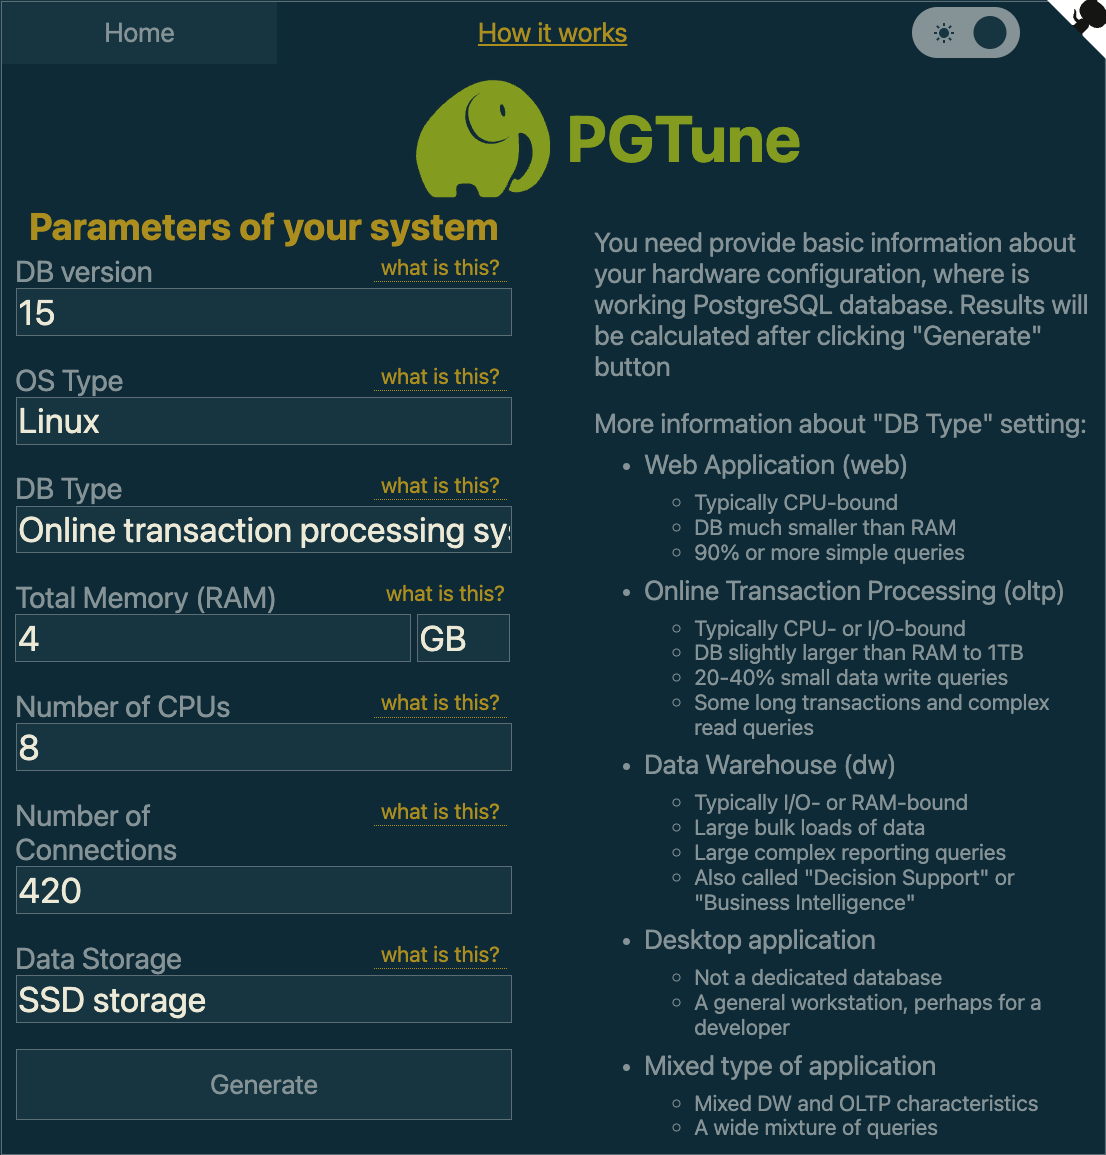 Home
How it works
PGTune
Parameters of your system
DB version
what is this?
15
OS Type
what is this?
Linux
DB Type
what is this?
Online transaction processing sys
Total Memory (RAM)
what is this?
4
GB
Number of CPUs
what is this?
8
Number of
Connections
what is this?
420
Data Storage
what is this?
SSD storage
Generate
You need provide basic information about
your hardware configuration, where is
working PostgreSQL database. Results will
be calculated after clicking "Generate"
button
More information about "DB Type" setting:
Web Application (web)
Typically CPU-bound
DB much smaller than RAM
90% or more simple queries
Online Transaction Processing (oltp)
Typically CPU- or I/O-bound
DB slightly larger than RAM to 1TB
20-40% small data write queries
Some long transactions and complex
read queries
Data Warehouse (dw)
Typically I/O- or RAM-bound
Large bulk loads of data
Large complex reporting queries
Also called "Decision Support" or
"Business Intelligence"
Desktop application
Not a dedicated database
A general workstation, perhaps for a
developer
Mixed type of application
Mixed DW and OLTP characteristics
A wide mixture of queries